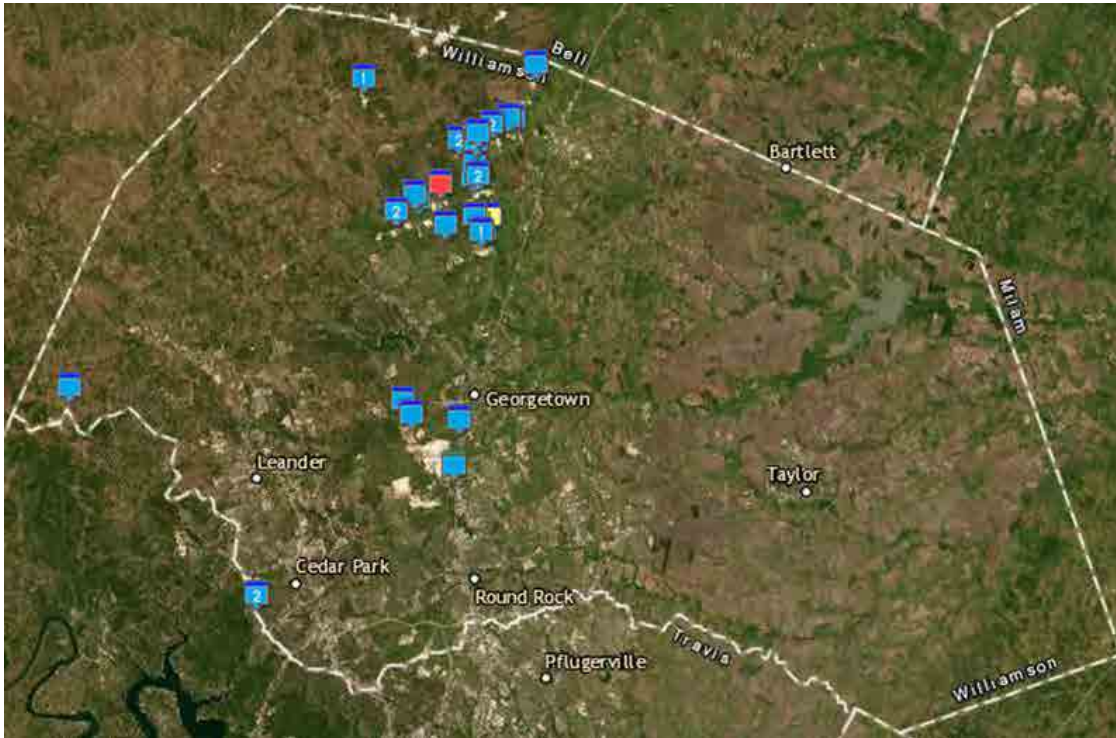 Bell
Williamson
1
2
2
Bartlett
2
2
1
Milam
Georgetown
Leander
Taylor
Cedar Park
2
Round Rock
Travis
Pflugerville
Williamson